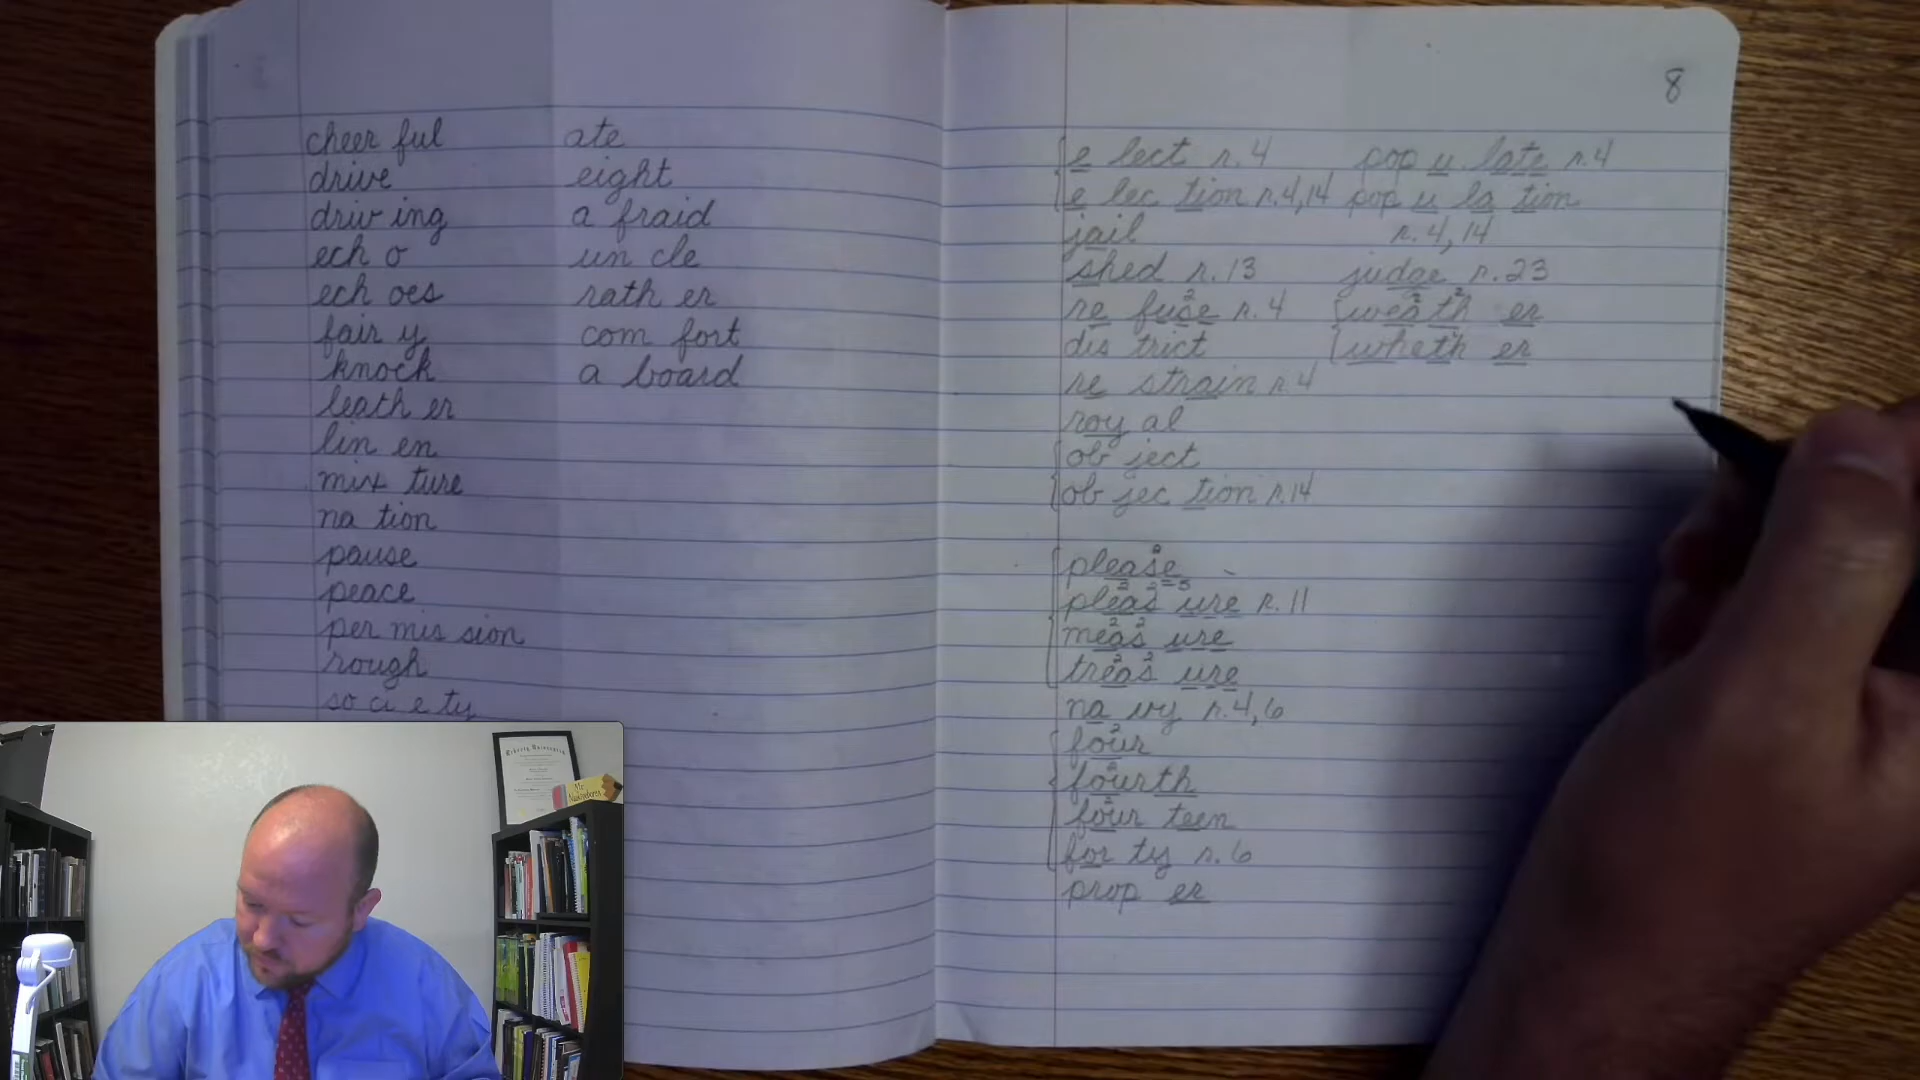 cheer ful
drive
driv ing
ech o
ech oes
fair y
knock
leath er
lin en
mix ture
na tion
pause
peace
per mis sion
rough
so ci e ty
ate
eight
a fraid
un cle
rath er
com fort
a board
8
e lect r.4
e lec tion r.4,14
jail
shed r.13
re fuse r.4
dis trict
re strain r.4
roy al
ob ject
ob jec tion r.14
please
pleas ure r.11
meas ure
treas ure
na vy r.4,6
four
fourth
four teen
for ty r.6
prop er
pop u late r.4
pop u la tion
r.4,14
judge r.23
weath er
wheth er